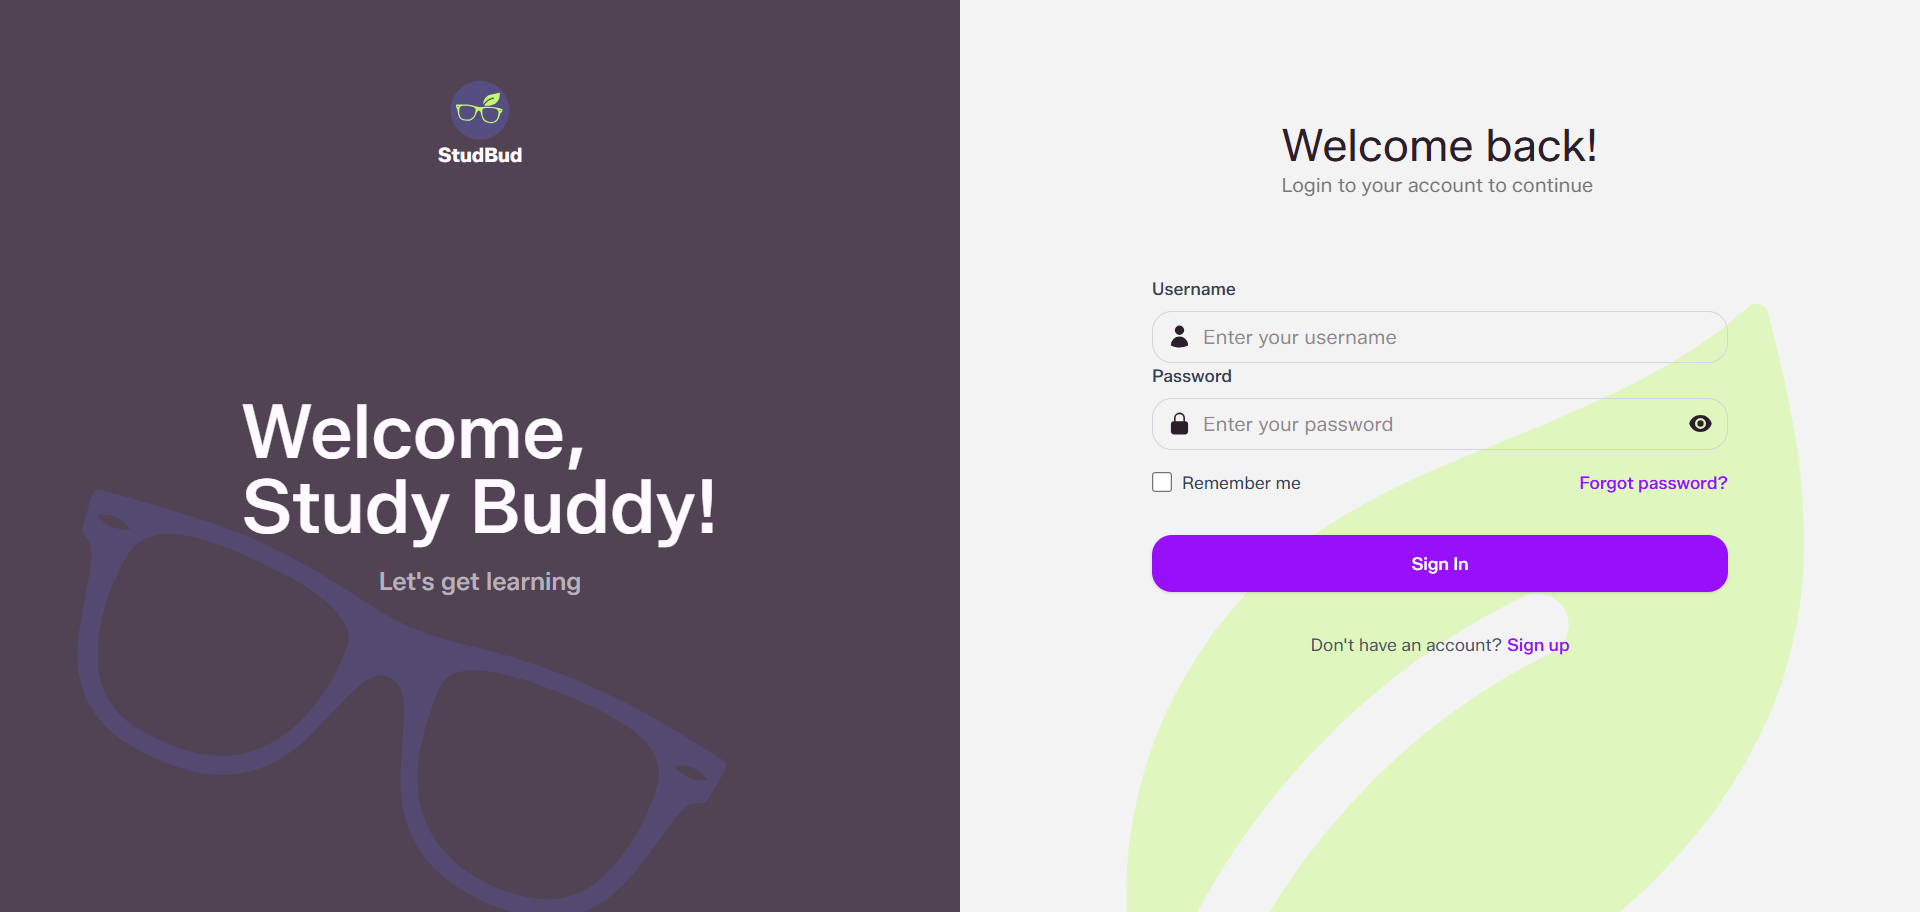 StudBud
Welcome,
Study Buddy!
Let's get learning
Welcome back!
Login to your account to continue
Username
Enter your username
Password
Enter your password
Remember me
Forgot password?
Sign In
Don't have an account? Sign up